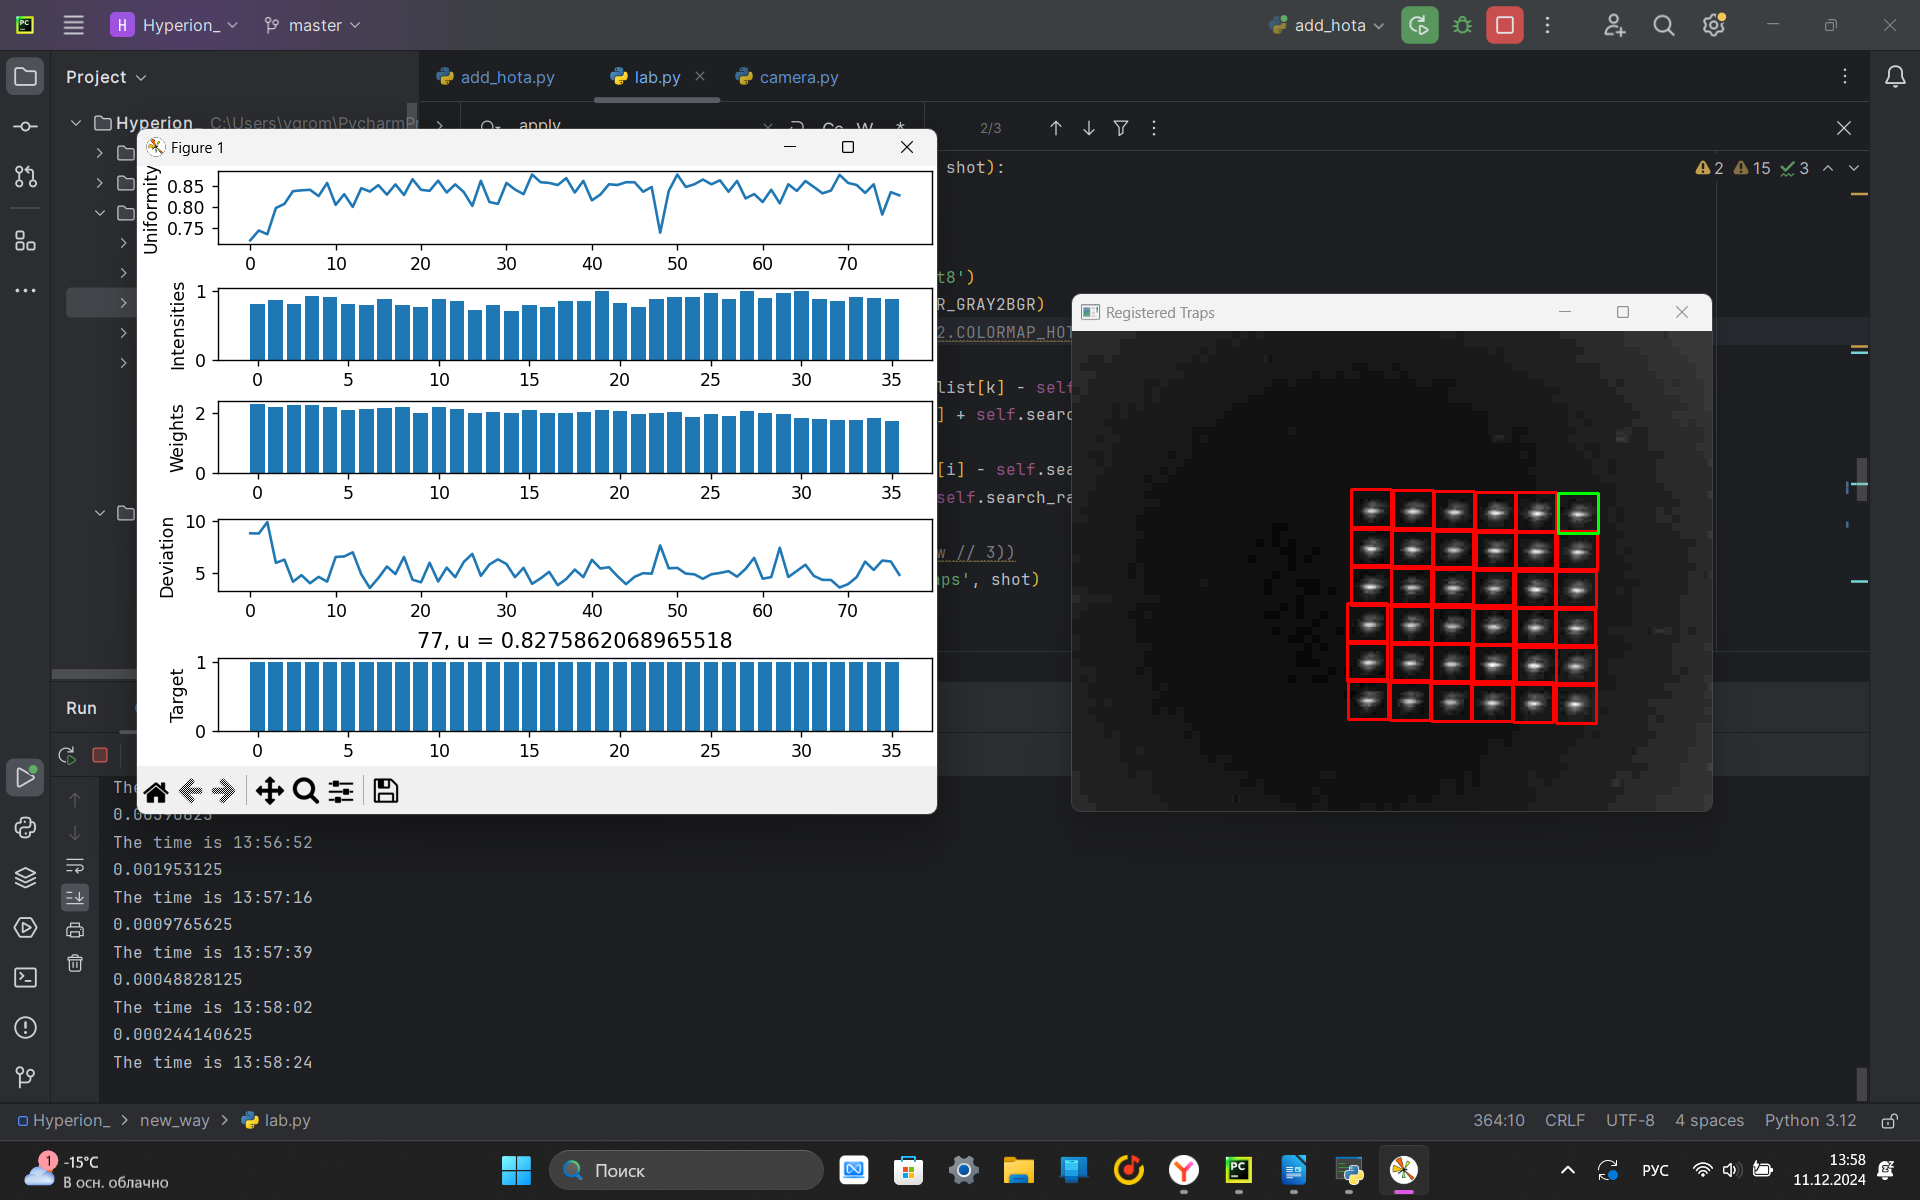 H Hyperion_
master
add_hota
Project
add_hota.py
lab.py
camera.py
Hyperion_ C:\Users\vgrom\PycharmPr
apply
2/3
shot):
2 15 3
Figure 1
Uniformity
0.85
0.80
0.75
0 10 20 30 40 50 60 70
Intensities
1
0
0 5 10 15 20 25 30 35
Weights
2
0
0 5 10 15 20 25 30 35
Deviation
10
5
0 10 20 30 40 50 60 70
77, u = 0.8275862068965518
Target
1
0
0 5 10 15 20 25 30 35
t8')
R_GRAY2BGR)
2.COLORMAP_HOT
list[k] - self
] + self.searc
[i] - self.sea
self.search_ra
w // 3))
aps', shot)
Registered Traps
Run
The
0.00390625
The time is 13:56:52
0.001953125
The time is 13:57:16
0.0009765625
The time is 13:57:39
0.00048828125
The time is 13:58:02
0.000244140625
The time is 13:58:24
Hyperion_ > new_way > lab.py
364:10 CRLF UTF-8 4 spaces Python 3.12
1
-15°C
В осн. облачно
Поиск
РУС
13:58
11.12.2024